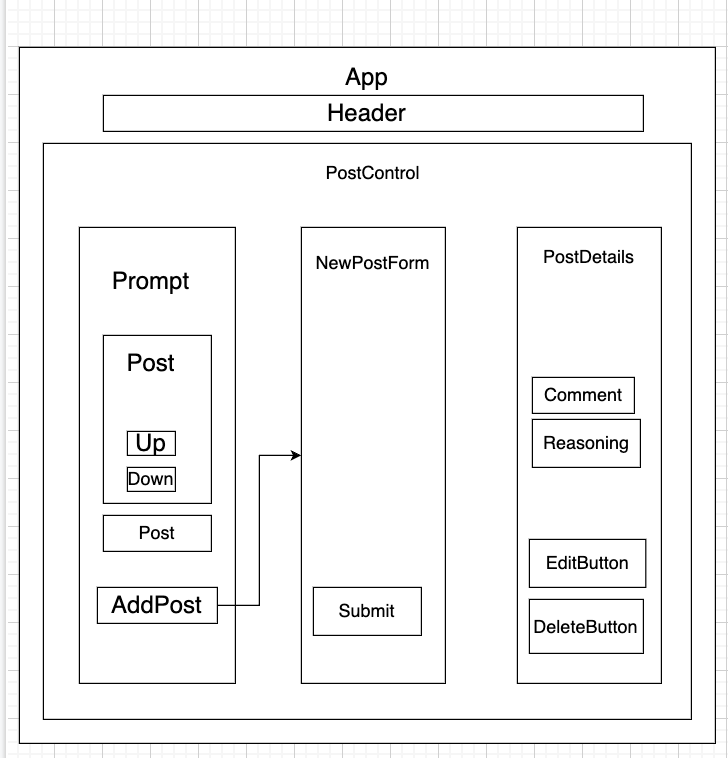 App
Header
PostControl
Prompt
Post
Up
Down
Post
AddPost
NewPostForm
Submit
PostDetails
Comment
Reasoning
EditButton
DeleteButton